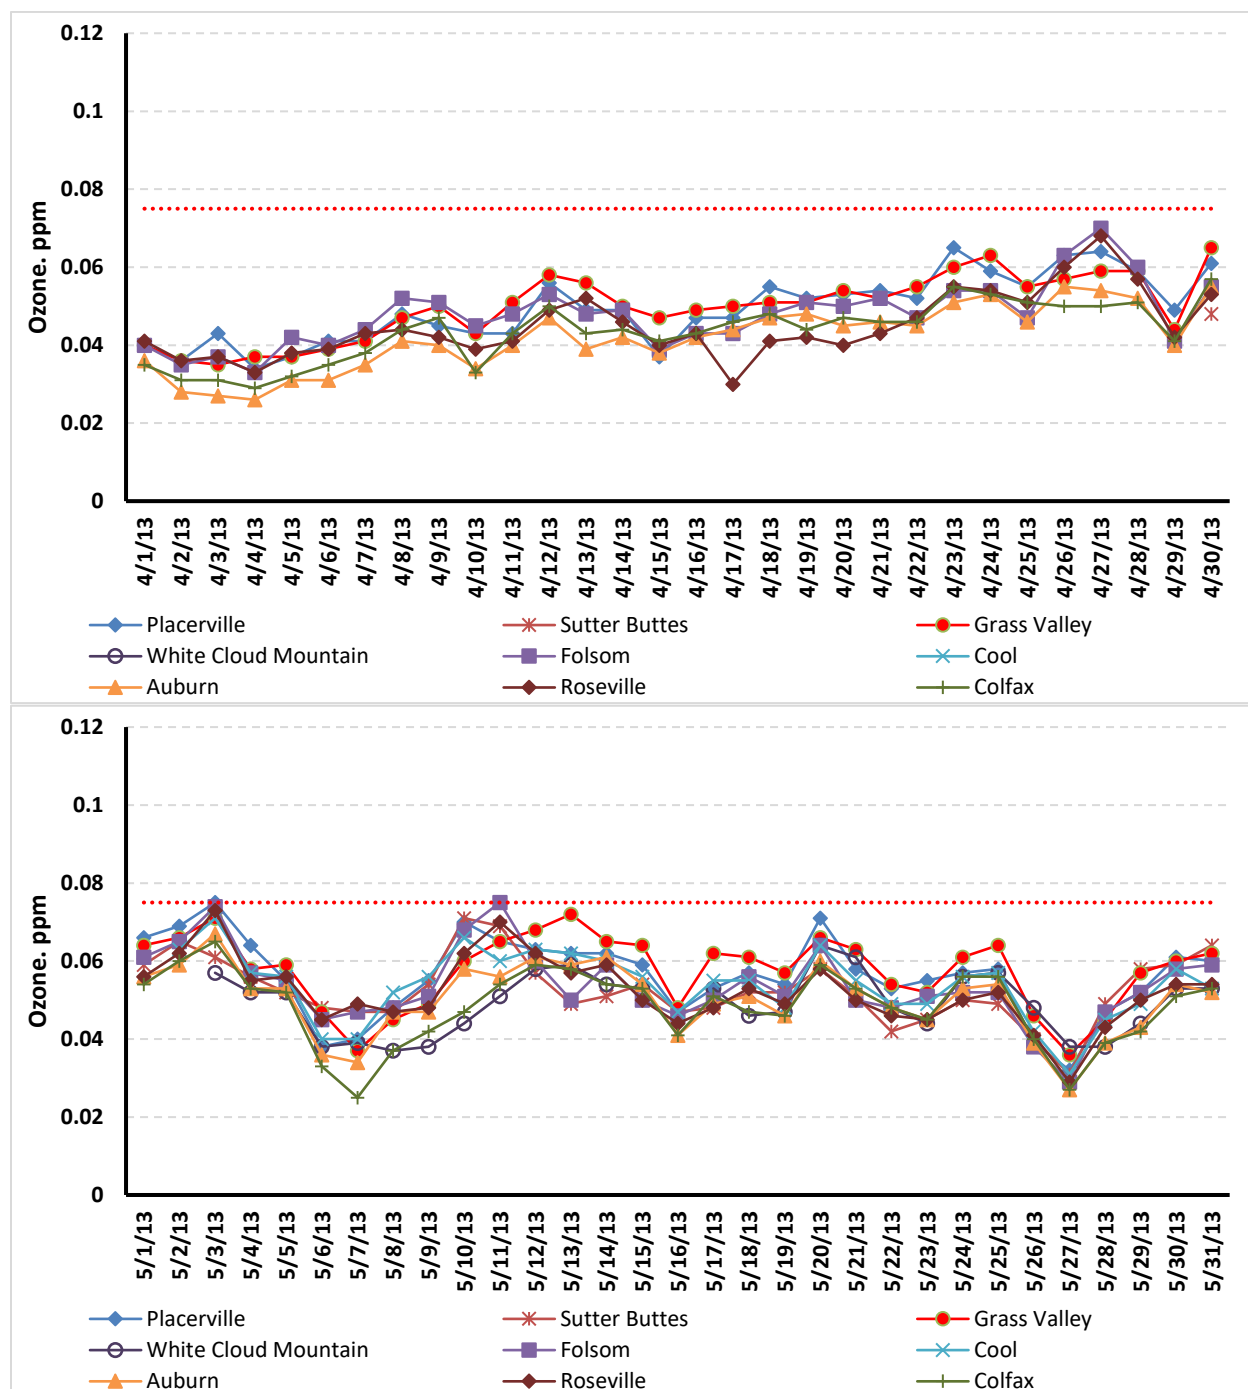 0.12
0.1
0.08
0.06
0.04
0.02
0
Ozone. ppm
4/1/13 4/2/13 4/3/13 4/4/13 4/5/13 4/6/13 4/7/13 4/8/13 4/9/13 4/10/13 4/11/13 4/12/13 4/13/13 4/14/13 4/15/13 4/16/13 4/17/13 4/18/13 4/19/13 4/20/13 4/21/13 4/22/13 4/23/13 4/24/13 4/25/13 4/26/13 4/27/13 4/28/13 4/29/13 4/30/13
Placerville Sutter Buttes Grass Valley
White Cloud Mountain Folsom Cool
Auburn Roseville Colfax
0.12
0.1
0.08
0.06
0.04
0.02
0
Ozone. ppm
5/1/13 5/2/13 5/3/13 5/4/13 5/5/13 5/6/13 5/7/13 5/8/13 5/9/13 5/10/13 5/11/13 5/12/13 5/13/13 5/14/13 5/15/13 5/16/13 5/17/13 5/18/13 5/19/13 5/20/13 5/21/13 5/22/13 5/23/13 5/24/13 5/25/13 5/26/13 5/27/13 5/28/13 5/29/13 5/30/13 5/31/13
Placerville Sutter Buttes Grass Valley
White Cloud Mountain Folsom Cool
Auburn Roseville Colfax